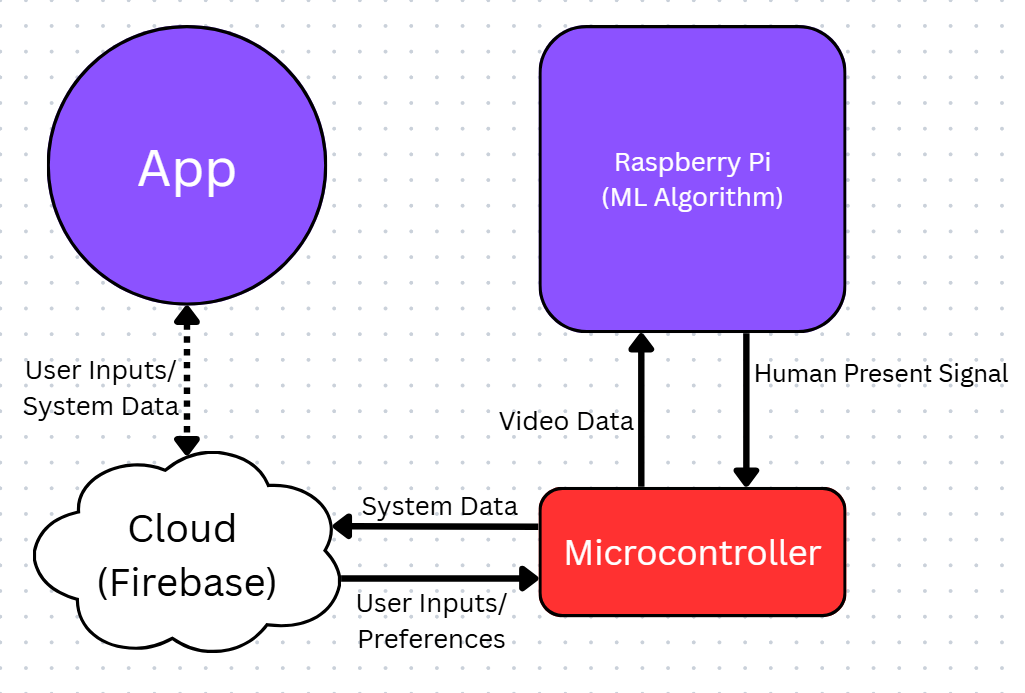 App
Raspberry Pi
(ML Algorithm)
User Inputs/
System Data
Human Present Signal
Video Data
Cloud
(Firebase)
System Data
User Inputs/
Preferences
Microcontroller